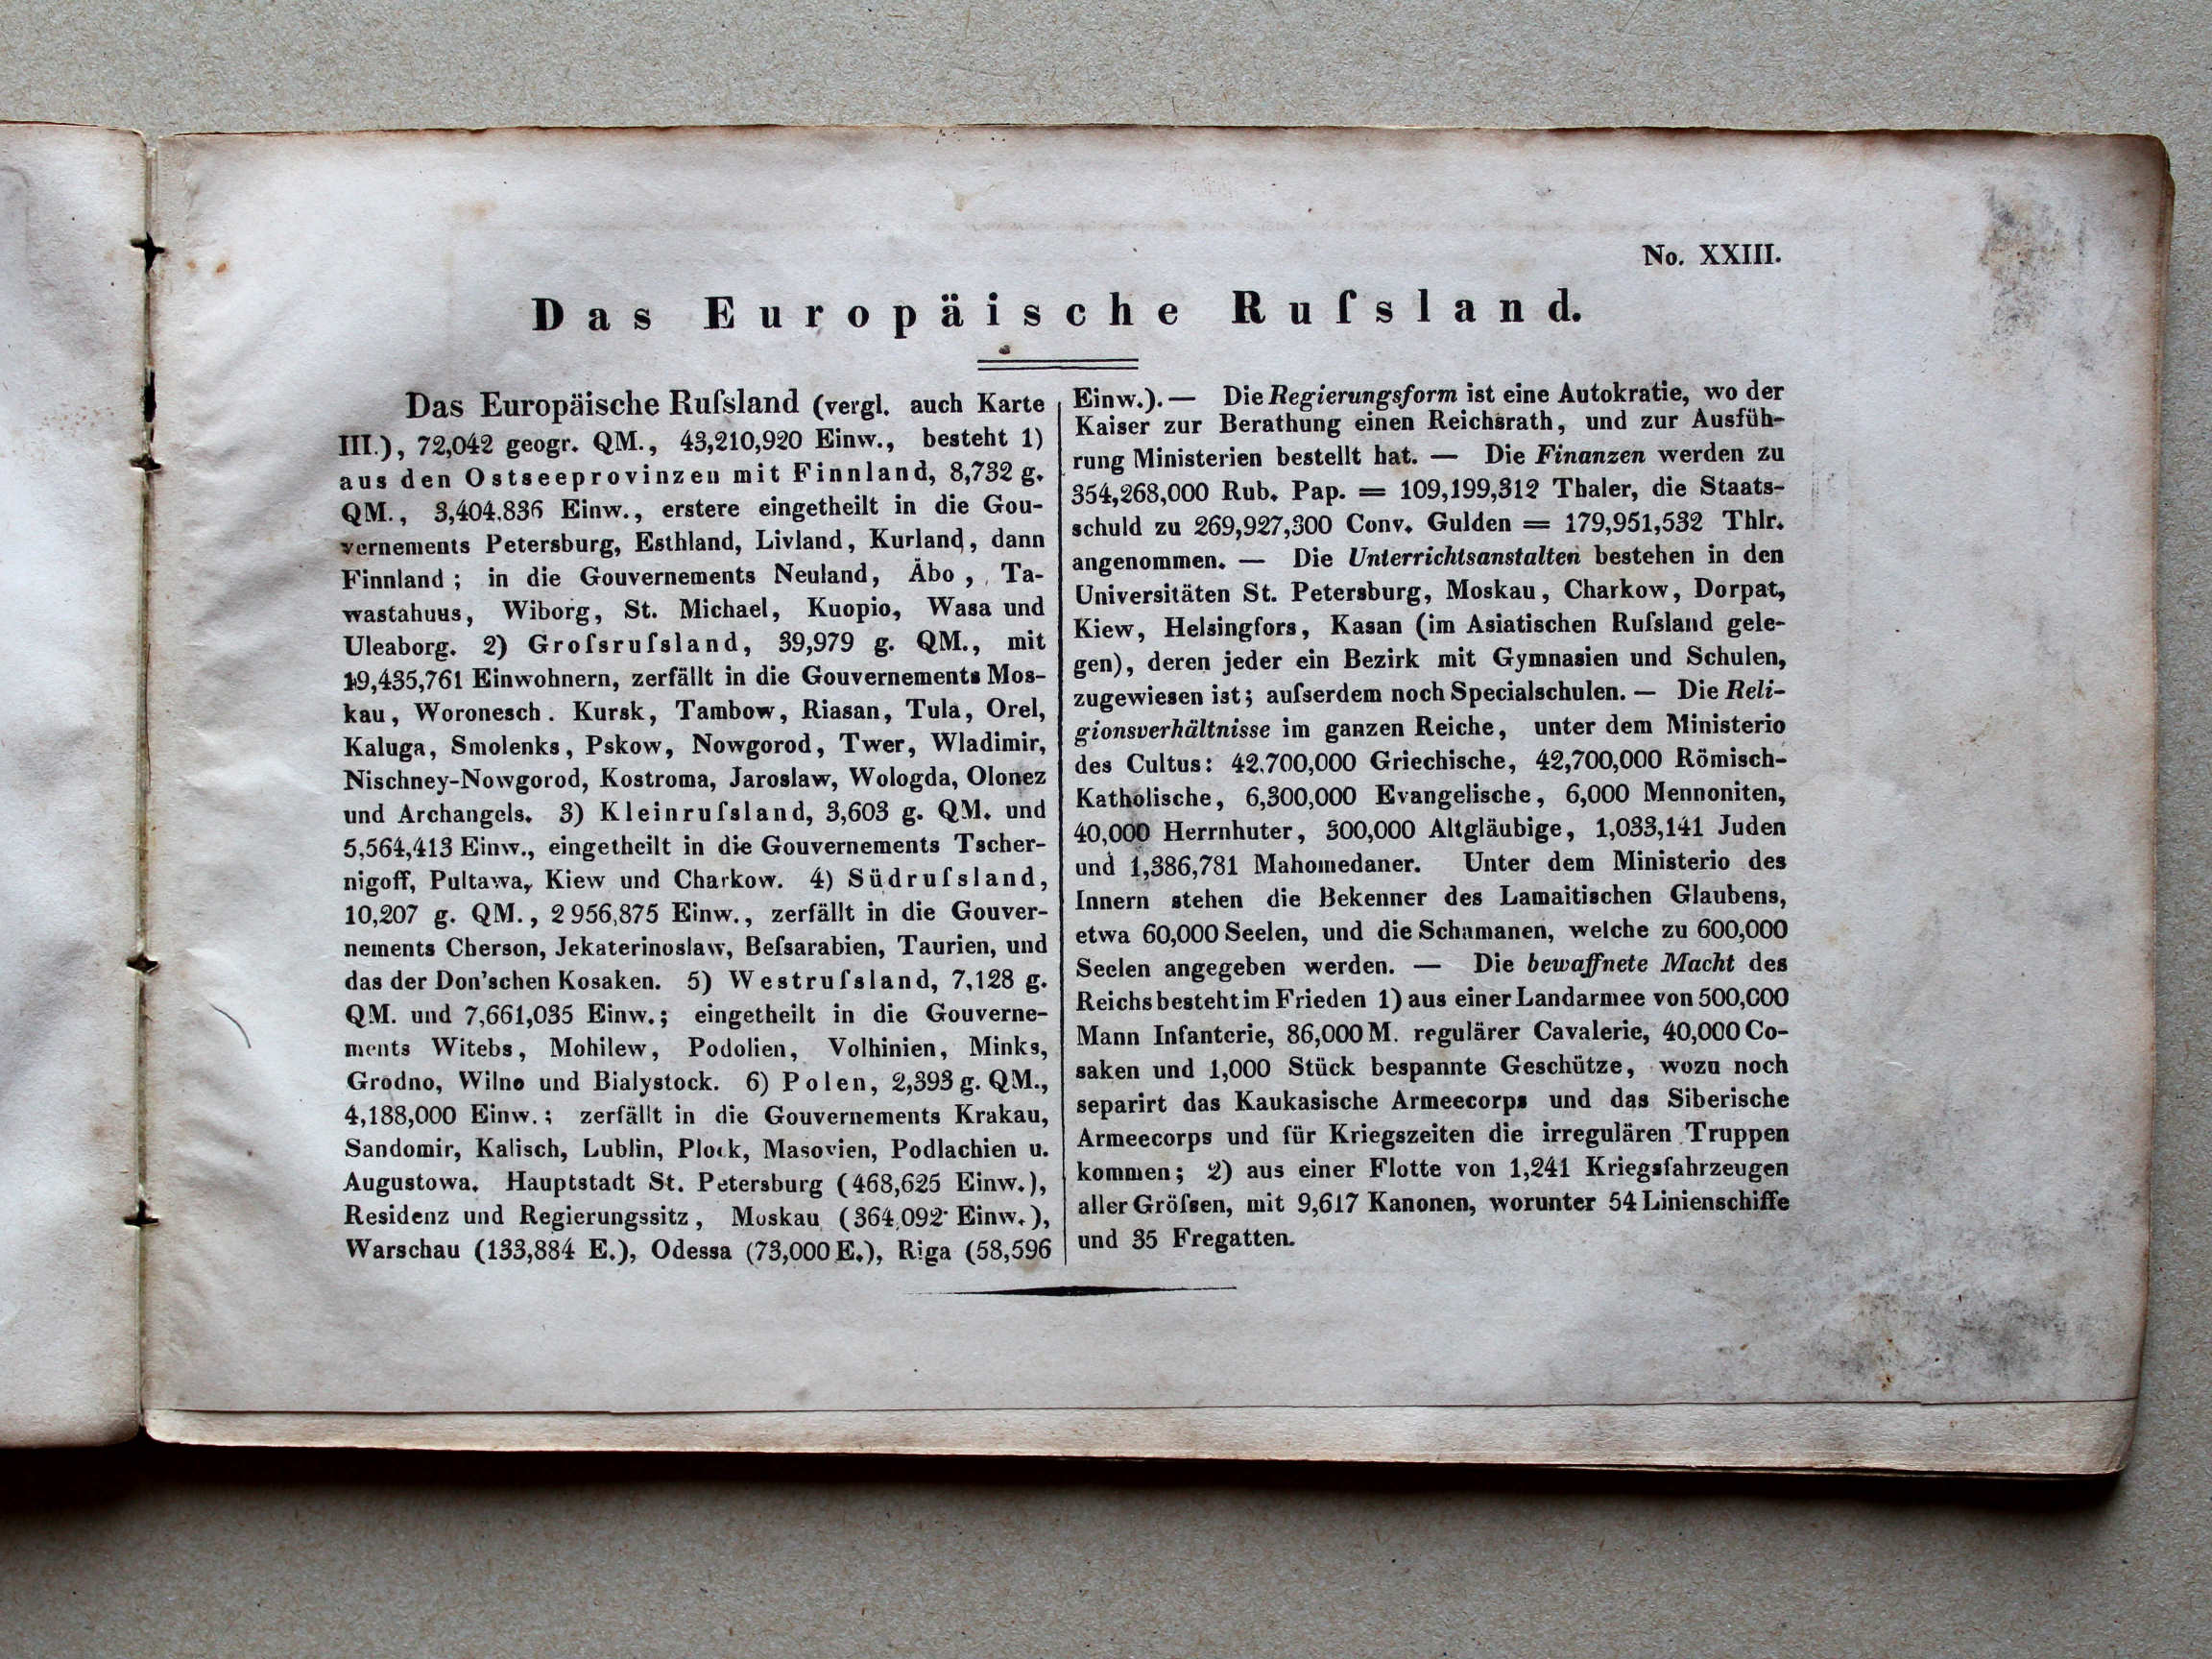 No. XXIII.
Das Europäische Ruſsland.
Das Europäische Ruſsland (vergl. auch Karte
III.), 72,042 geogr. QM., 43,210,920 Einw., besteht 1)
aus den Ostseeprovinzen mit Finnland, 8,732 g.
QM., 3,404,836 Einw., erstere eingetheilt in die Gou-
vernements Petersburg, Esthland, Livland, Kurland, dann
Finnland; in die Gouvernements Neuland, Äbo, Ta-
wastahuus, Wiborg, St. Michael, Kuopio, Wasa und
Uleaborg. 2) Groſsruſsland, 39,979 g. QM., mit
19,435,761 Einwohnern, zerfällt in die Gouvernements Mos-
kau, Woronesch. Kursk, Tambow, Riasan, Tula, Orel,
Kaluga, Smolenks, Pskow, Nowgorod, Twer, Wladimir,
Nischney-Nowgorod, Kostroma, Jaroslaw, Wologda, Olonez
und Archangels. 3) Kleinruſsland, 3,603 g. QM. und
5,564,413 Einw., eingetheilt in die Gouvernements Tscher-
nigoff, Pultawa, Kiew und Charkow. 4) Südruſsland,
10,207 g. QM., 2 956,875 Einw., zerfällt in die Gouver-
nements Cherson, Jekaterinoslaw, Beſsarabien, Taurien, und
das der Don'schen Kosaken. 5) Westruſsland, 7,128 g.
QM. und 7,661,035 Einw.; eingetheilt in die Gouverne-
ments Witebs, Mohilew, Podolien, Volhinien, Minks,
Grodno, Wilno und Bialystock. 6) Polen, 2,393 g. QM.,
4,188,000 Einw.; zerfällt in die Gouvernements Krakau,
Sandomir, Kalisch, Lublin, Plock, Masovien, Podlachien u.
Augustowa. Hauptstadt St. Petersburg (468,625 Einw.),
Residenz und Regierungssitz, Moskau (364,092 Einw.),
Warschau (133,884 E.), Odessa (73,000 E.), Riga (58,596
Einw.).— Die Regierungsform ist eine Autokratie, wo der
Kaiser zur Berathung einen Reichsrath, und zur Ausfüh-
rung Ministerien bestellt hat. — Die Finanzen werden zu
354,268,000 Rub. Pap. = 109,199,312 Thaler, die Staats-
schuld zu 269,927,300 Conv. Gulden = 179,951,532 Thlr.
angenommen. — Die Unterrichtsanstalten bestehen in den
Universitäten St. Petersburg, Moskau, Charkow, Dorpat,
Kiew, Helsingfors, Kasan (im Asiatischen Ruſsland gele-
gen), deren jeder ein Bezirk mit Gymnasien und Schulen,
zugewiesen ist; auſserdem noch Specialschulen. — Die Reli-
gionsverhältnisse im ganzen Reiche, unter dem Ministerio
des Cultus: 42,700,000 Griechische, 42,700,000 Römisch-
Katholische, 6,300,000 Evangelische, 6,000 Mennoniten,
40,000 Herrnhuter, 300,000 Altgläubige, 1,033,141 Juden
und 1,386,781 Mahomedaner. Unter dem Ministerio des
Innern stehen die Bekenner des Lamaitischen Glaubens,
etwa 60,000 Seelen, und die Schamanen, welche zu 600,000
Seelen angegeben werden. — Die bewaffnete Macht des
Reichs besteht im Frieden 1) aus einer Landarmee von 500,000
Mann Infanterie, 86,000 M. regulärer Cavalerie, 40,000 Co-
saken und 1,000 Stück bespannte Geschütze, wozu noch
separirt das Kaukasische Armeecorps und das Siberische
Armeecorps und für Kriegszeiten die irregulären Truppen
kommen; 2) aus einer Flotte von 1,241 Kriegsfahrzeugen
aller Gröſsen, mit 9,617 Kanonen, worunter 54 Linienschiffe
und 35 Fregatten.